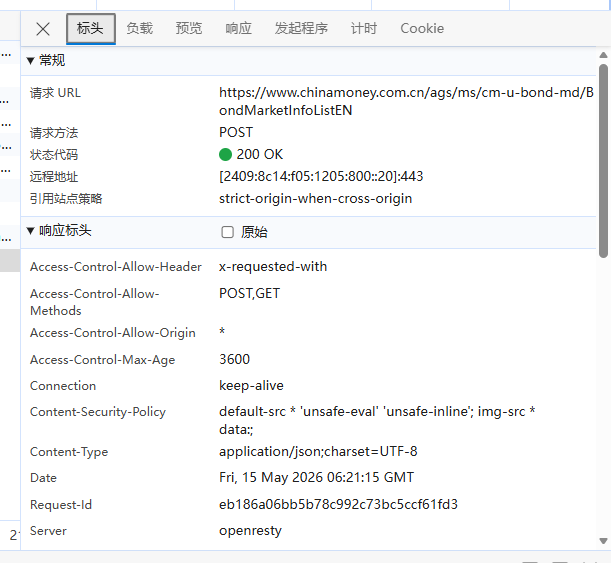 标头 负载 预览 响应 发起程序 计时 Cookie
常规
请求 URL
https://www.chinamoney.com.cn/ags/ms/cm-u-bond-md/B
ondMarketInfoListEN
请求方法 POST
状态代码 200 OK
远程地址 [2409:8c14:f05:1205:800::20]:443
引用站点策略 strict-origin-when-cross-origin
响应标头 原始
Access-Control-Allow-Header x-requested-with
Access-Control-Allow-
Methods
POST,GET
Access-Control-Allow-Origin *
Access-Control-Max-Age 3600
Connection keep-alive
Content-Security-Policy default-src * 'unsafe-eval' 'unsafe-inline'; img-src *
data:;
Content-Type application/json;charset=UTF-8
Date Fri, 15 May 2026 06:21:15 GMT
Request-Id eb186a06bb5b78c992c73bc5ccf61fd3
Server openresty